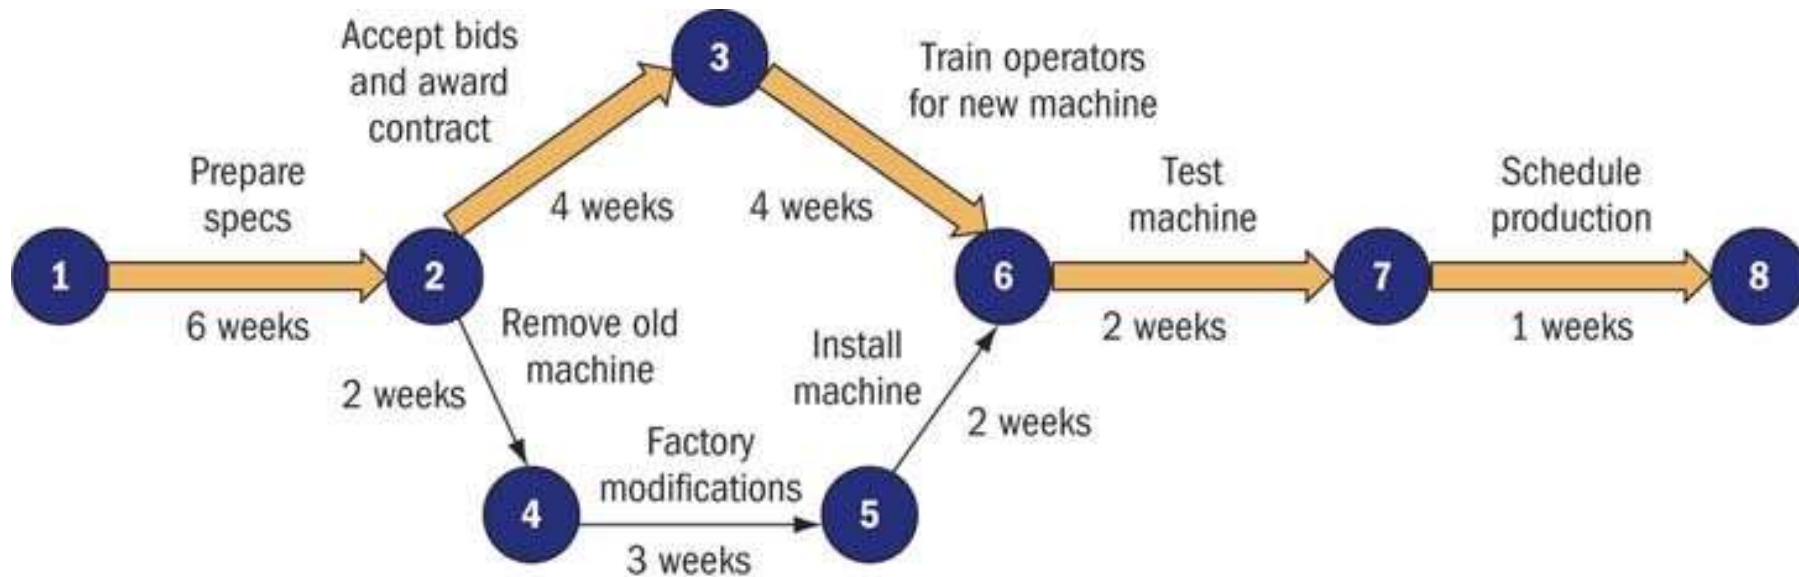 Accept bids
and award
contract
3
Train operators
for new machine
Prepare
specs
4 weeks
4 weeks
Test
machine
Schedule
production
1
2
6
7
8
6 weeks
Remove old
machine
2 weeks
Install
machine
2 weeks
1 weeks
2 weeks
Factory
modifications
4
5
3 weeks